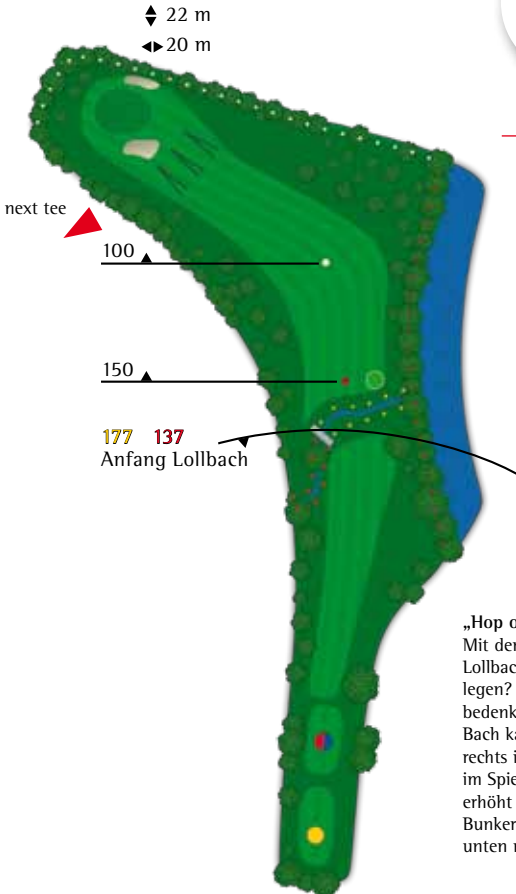 22 m
20 m
next tee
100
150
177 137
Anfang Lollbach
„Hop o
Mit der
Lollbac
legen?
bedenk
Bach ka
rechts i
im Spie
erhöht
Bunker
unten r